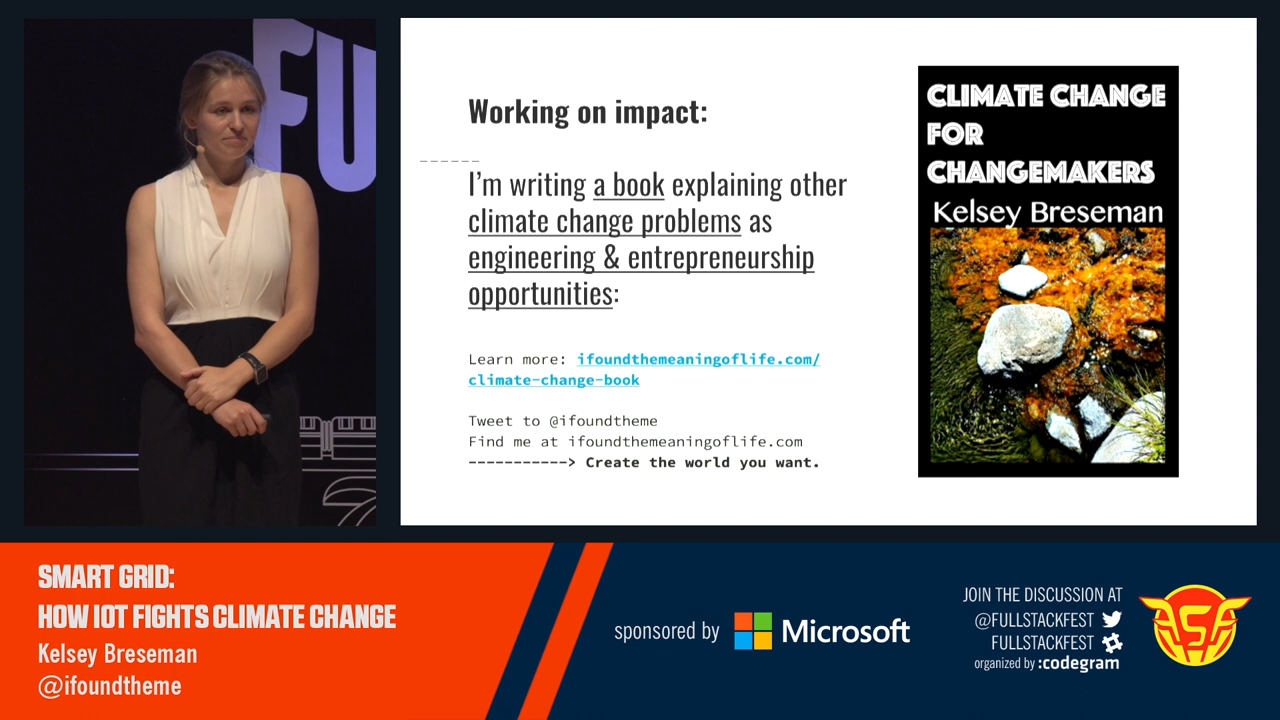 FU
Working on impact:
------
I'm writing a book explaining other
climate change problems as
engineering & entrepreneurship
opportunities:
Learn more: ifoundthemeaningoflife.com/
climate-change-book
Tweet to @ifoundtheme
Find me at ifoundthemeaningoflife.com
-----------> Create the world you want.
CLIMATE CHANGE
FOR
CHANGEMAKERS
Kelsey Breseman
SMART GRID:
HOW IOT FIGHTS CLIMATE CHANGE
Kelsey Breseman
@ifoundtheme
sponsored by Microsoft
JOIN THE DISCUSSION AT
@FULLSTACKFEST
FULLSTACKFEST
organized by :codegram
FSF